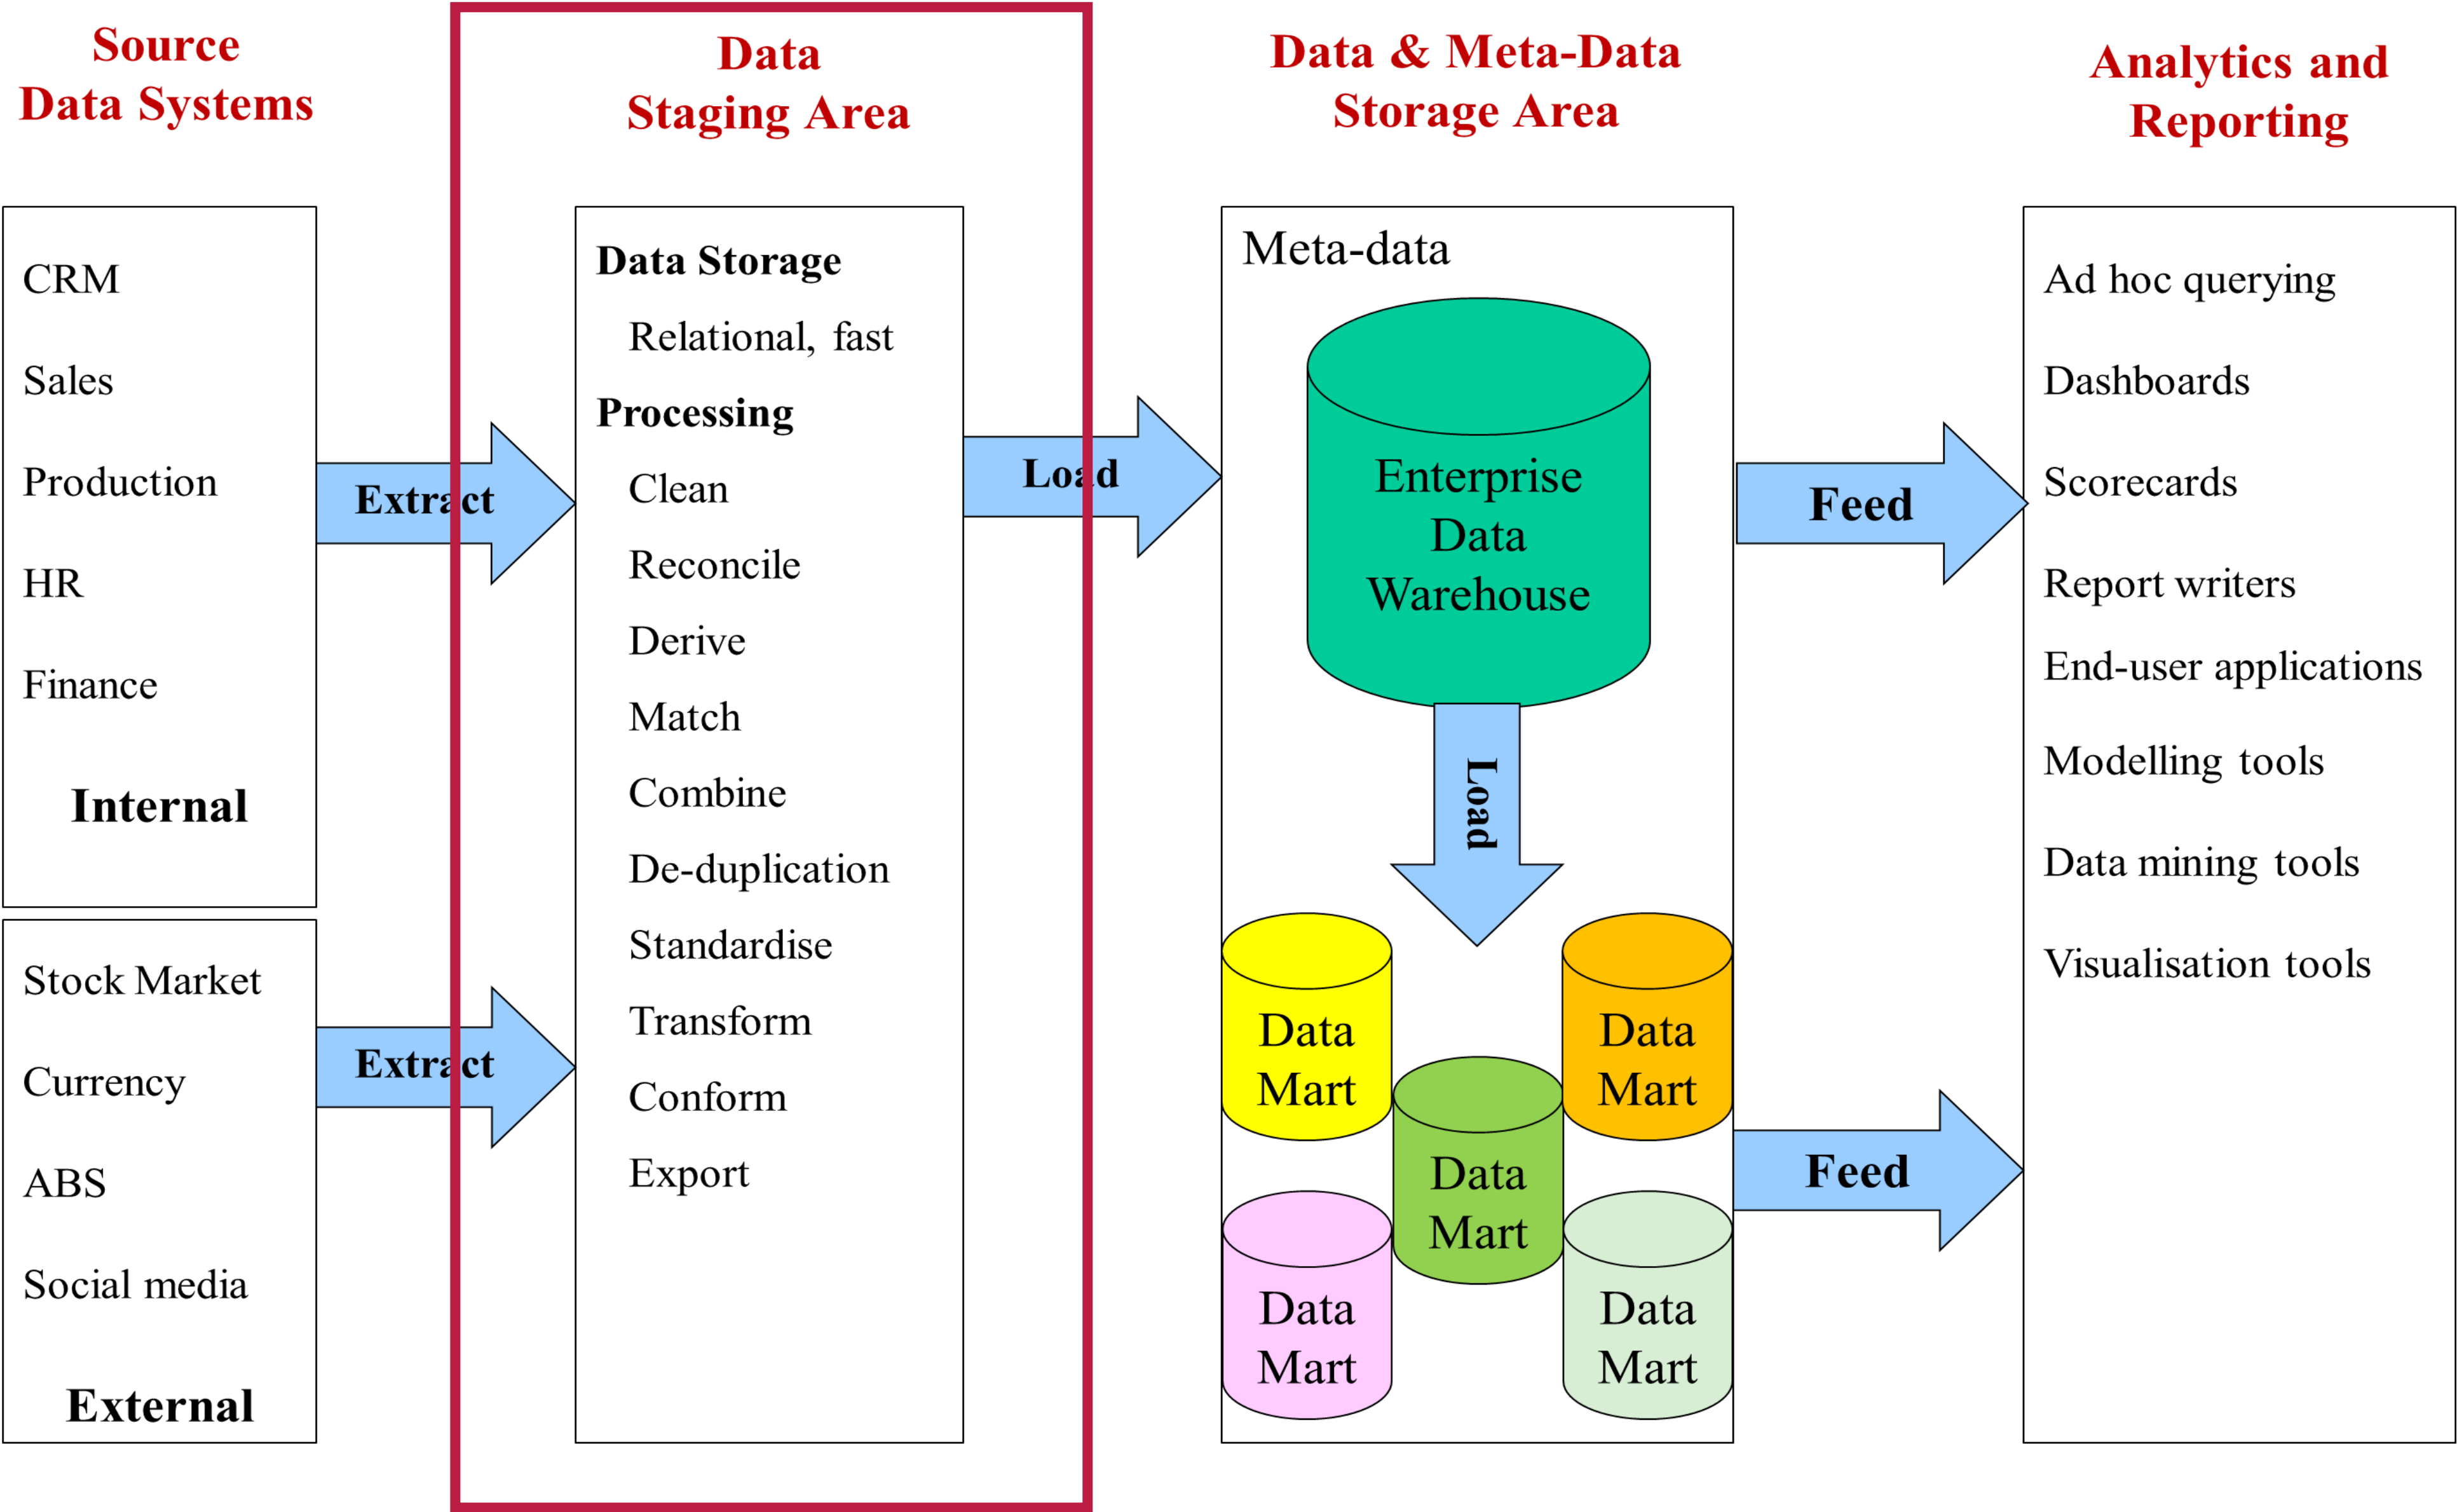 Source
Data Systems
CRM
Sales
Production
HR
Finance
Internal
Stock Market
Currency
ABS
Social media
External
Extract
Extract
Data
Staging Area
Data Storage
Relational, fast
Processing
Clean
Reconcile
Derive
Match
Combine
De-duplication
Standardise
Transform
Conform
Export
Load
Data & Meta-Data
Storage Area
Meta-data
Enterprise
Data
Warehouse
Load
Data
Mart
Data
Mart
Data
Mart
Data
Mart
Data
Mart
Feed
Feed
Analytics and
Reporting
Ad hoc querying
Dashboards
Scorecards
Report writers
End-user applications
Modelling tools
Data mining tools
Visualisation tools